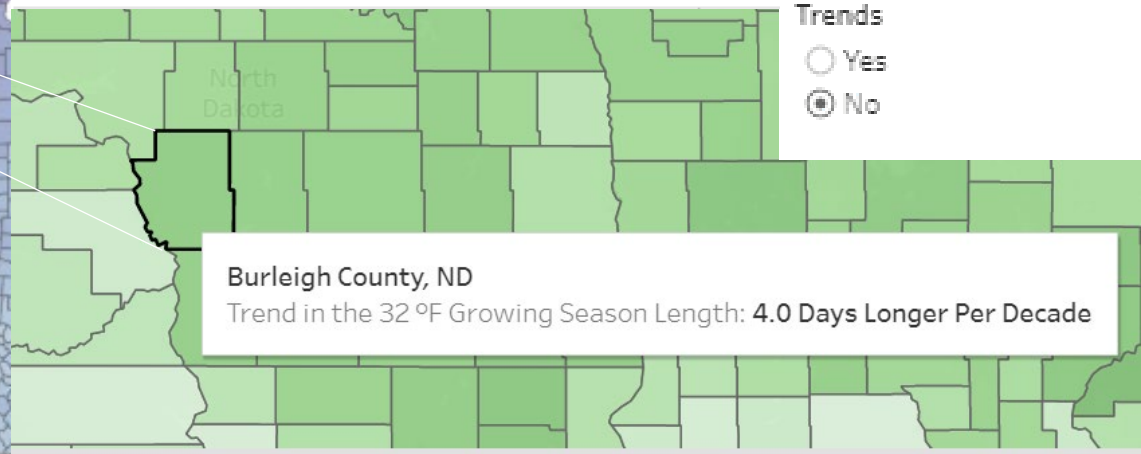 Trends
Yes
No
North
Dakota
Burleigh County, ND
Trend in the 32 ºF Growing Season Length: 4.0 Days Longer Per Decade